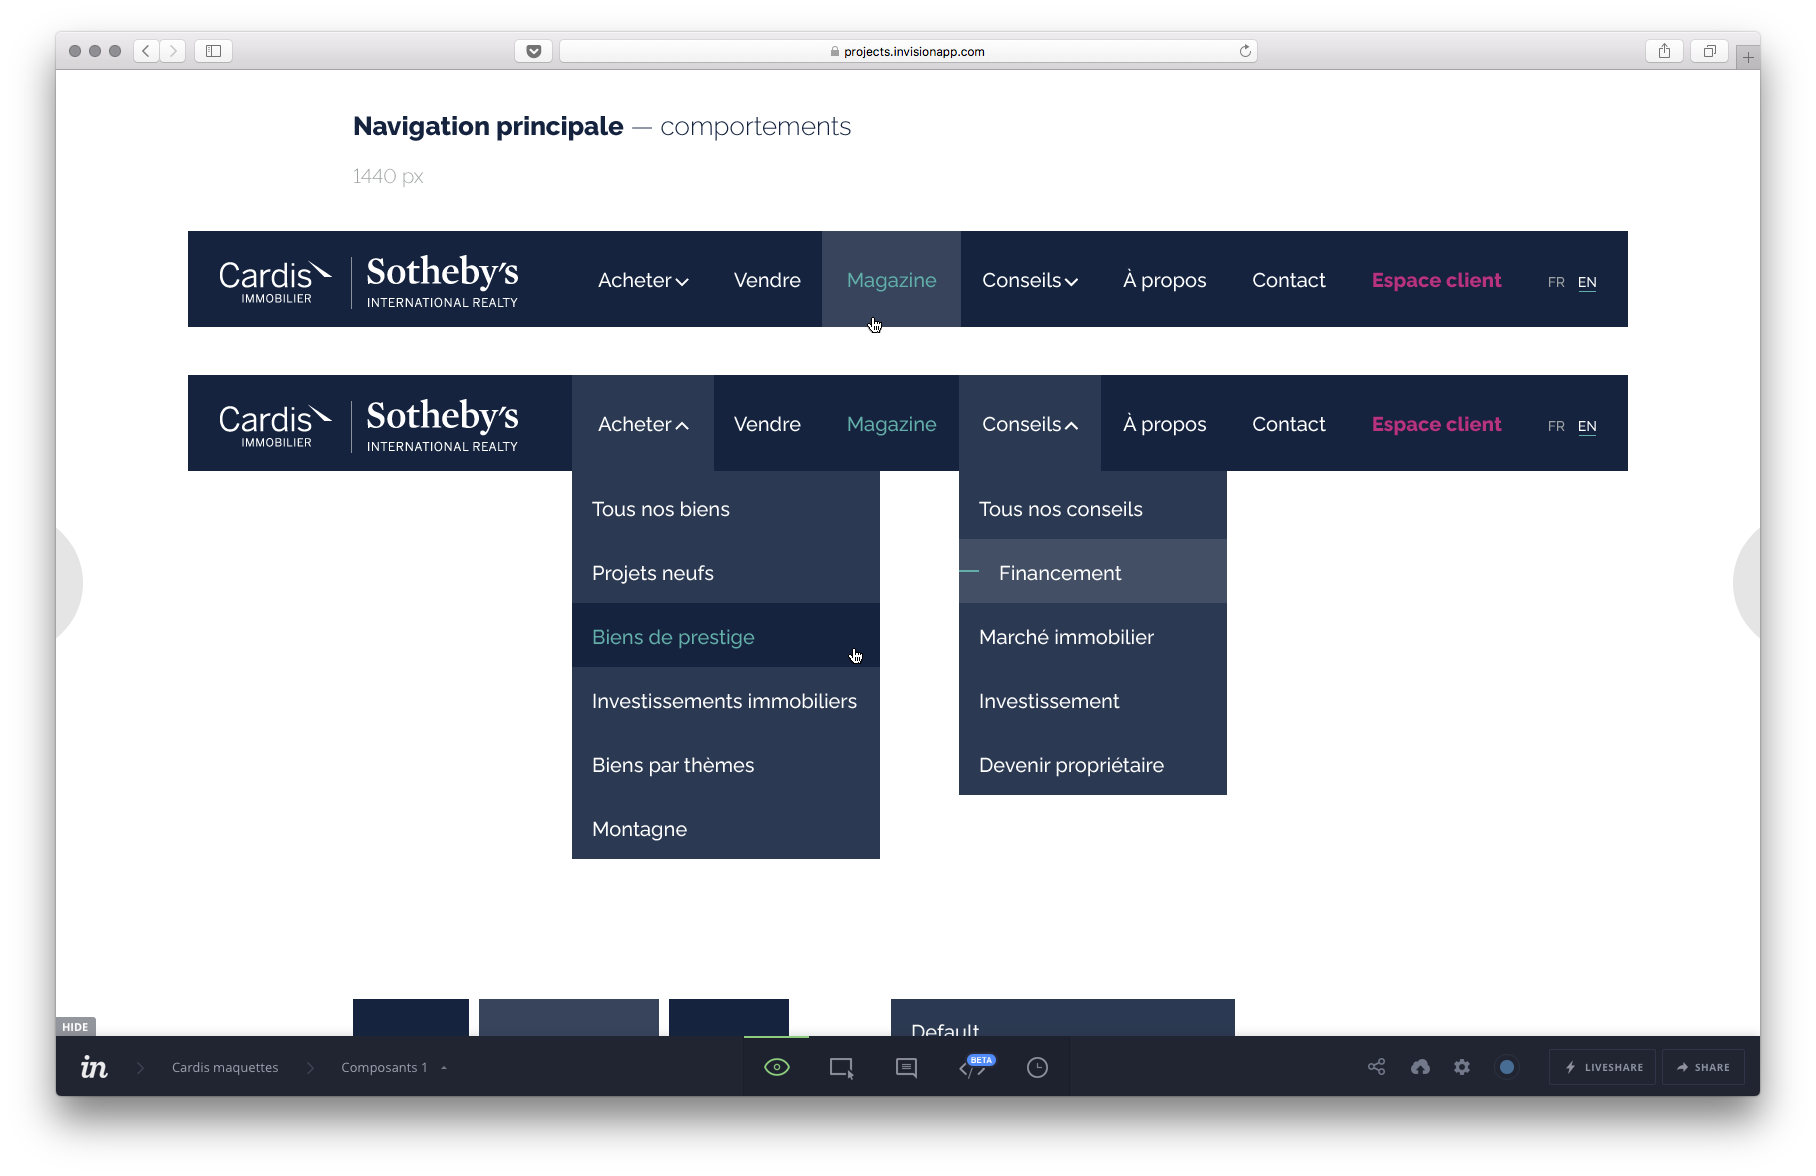 projects.invisionapp.com
Navigation principale — comportements
1440 px
Cardis IMMOBILIER Sotheby's INTERNATIONAL REALTY Acheter Vendre Magazine Conseils À propos Contact Espace client FR EN
Cardis IMMOBILIER Sotheby's INTERNATIONAL REALTY Acheter Vendre Magazine Conseils À propos Contact Espace client FR EN
Tous nos biens
Projets neufs
Biens de prestige
Investissements immobiliers
Biens par thèmes
Montagne
Tous nos conseils
Financement
Marché immobilier
Investissement
Devenir propriétaire
Default
HIDE
in Cardis maquettes Composants 1 BETA LIVESHARE SHARE